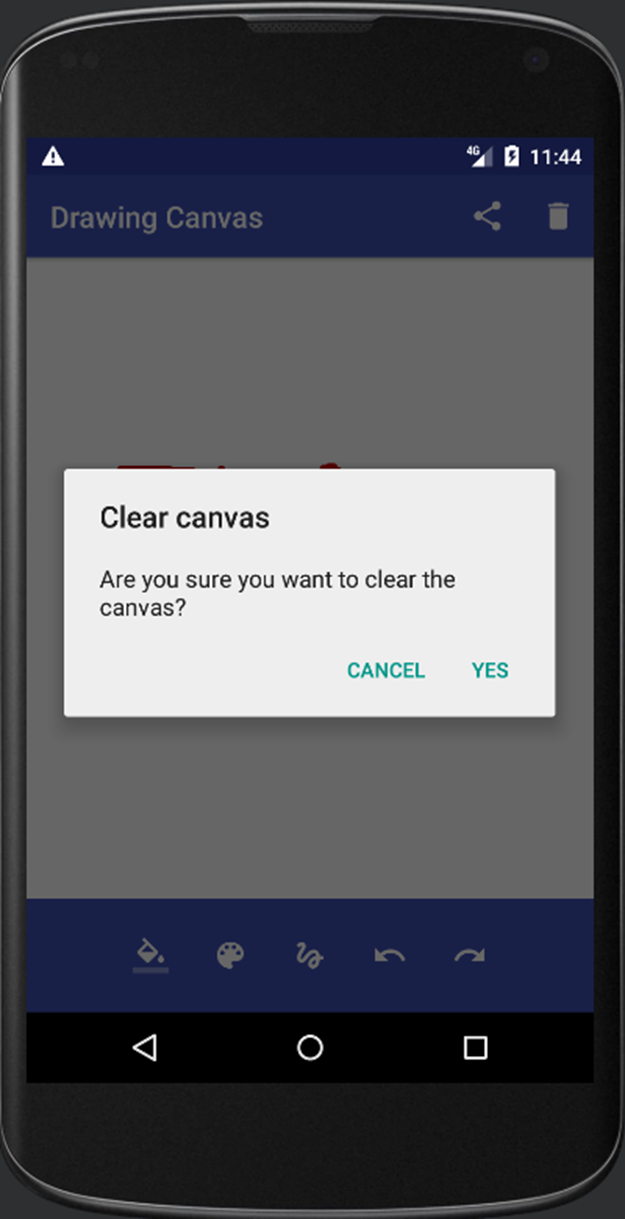 4G 11:44
Drawing Canvas
Clear canvas
Are you sure you want to clear the
canvas?
CANCEL YES